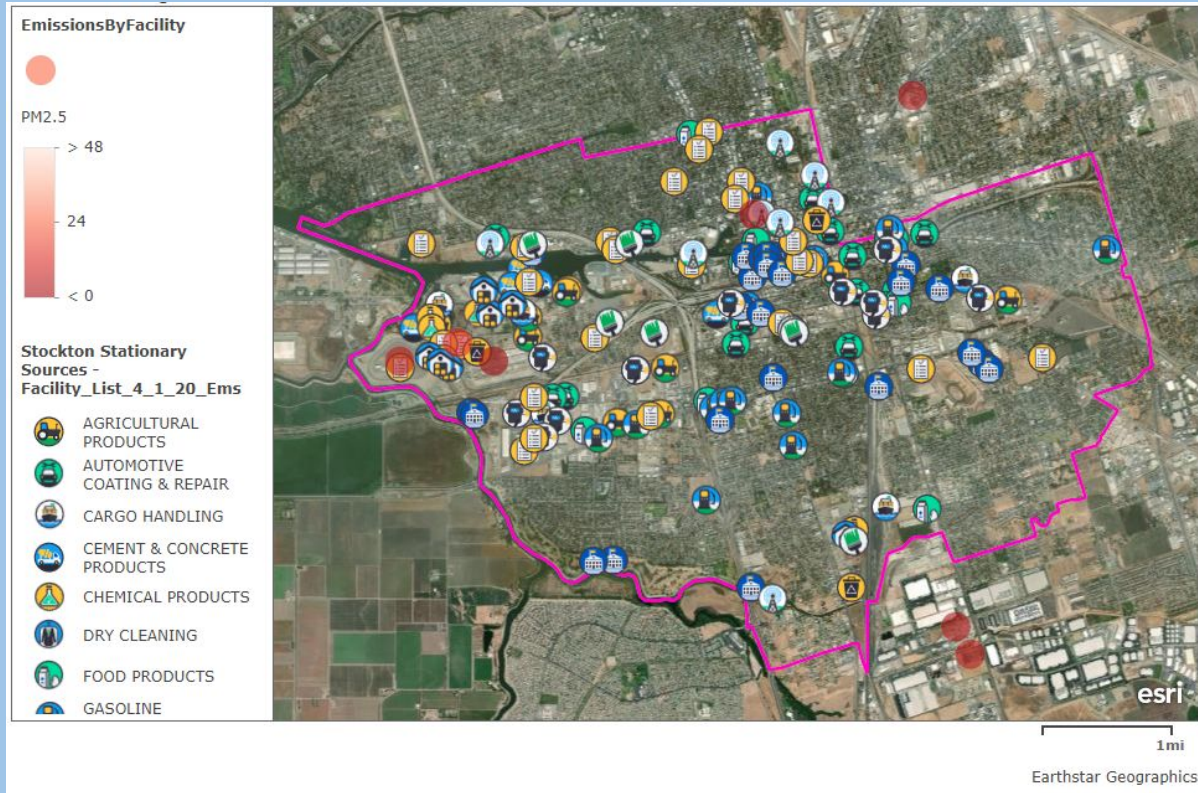 EmissionsByFacility
PM2.5
> 48
24
< 0
Stockton Stationary
Sources -
Facility_List_4_1_20_Ems
AGRICULTURAL
PRODUCTS
AUTOMOTIVE
COATING & REPAIR
CARGO HANDLING
CEMENT & CONCRETE
PRODUCTS
CHEMICAL PRODUCTS
DRY CLEANING
FOOD PRODUCTS
GASOLINE
esri
1mi
Earthstar Geographics